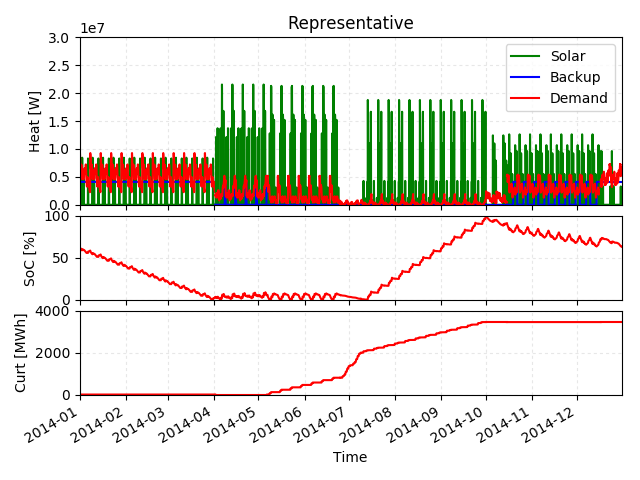 Representative
1e7
3.0
2.5
2.0
1.5
1.0
0.5
0.0
Heat [W]
Solar
Backup
Demand
100
50
0
SoC [%]
4000
2000
0
Curt [MWh]
2014-01
2014-02
2014-03
2014-04
2014-05
2014-06
2014-07
2014-08
2014-09
2014-10
2014-11
2014-12
Time